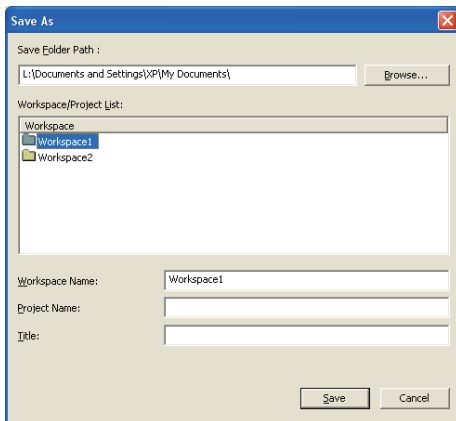 Save As
Save Folder Path :
L:\Documents and Settings\XP\My Documents\
Browse...
Workspace/Project List:
Workspace
Workspace1
Workspace2
Workspace Name: Workspace1
Project Name:
Title:
Save Cancel